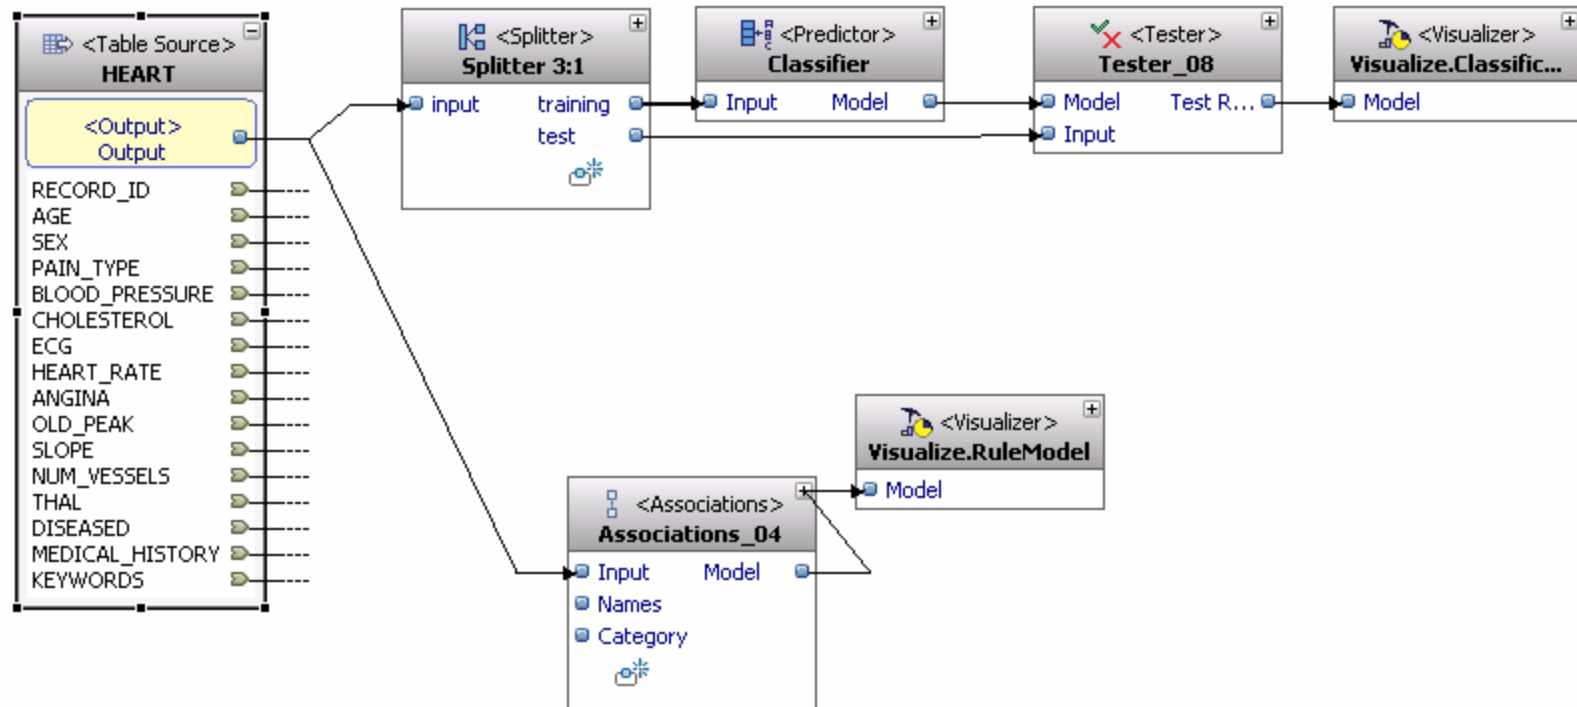 <Table Source>
HEART
<Output>
Output
RECORD_ID
AGE
SEX
PAIN_TYPE
BLOOD_PRESSURE
CHOLESTEROL
ECG
HEART_RATE
ANGINA
OLD_PEAK
SLOPE
NUM_VESSELS
THAL
DISEASED
MEDICAL_HISTORY
KEYWORDS
<Splitter>
Splitter 3:1
input training
test
<Predictor>
Classifier
Input Model
<Tester>
Tester_08
Model Test R...
Input
<Visualizer>
Visualize.Classific...
Model
<Visualizer>
Visualize.RuleModel
Model
<Associations>
Associations_04
Input Model
Names
Category